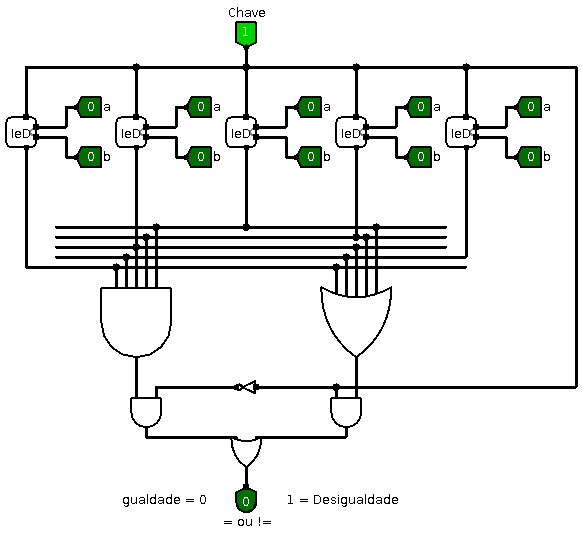 Chave
1
0 a 0 a 0 a 0 a 0 a
IeD IeD IeD IeD IeD
0 b 0 b 0 b 0 b 0 b
gualdade = 0 0 1 = Desigualdade
= ou !=